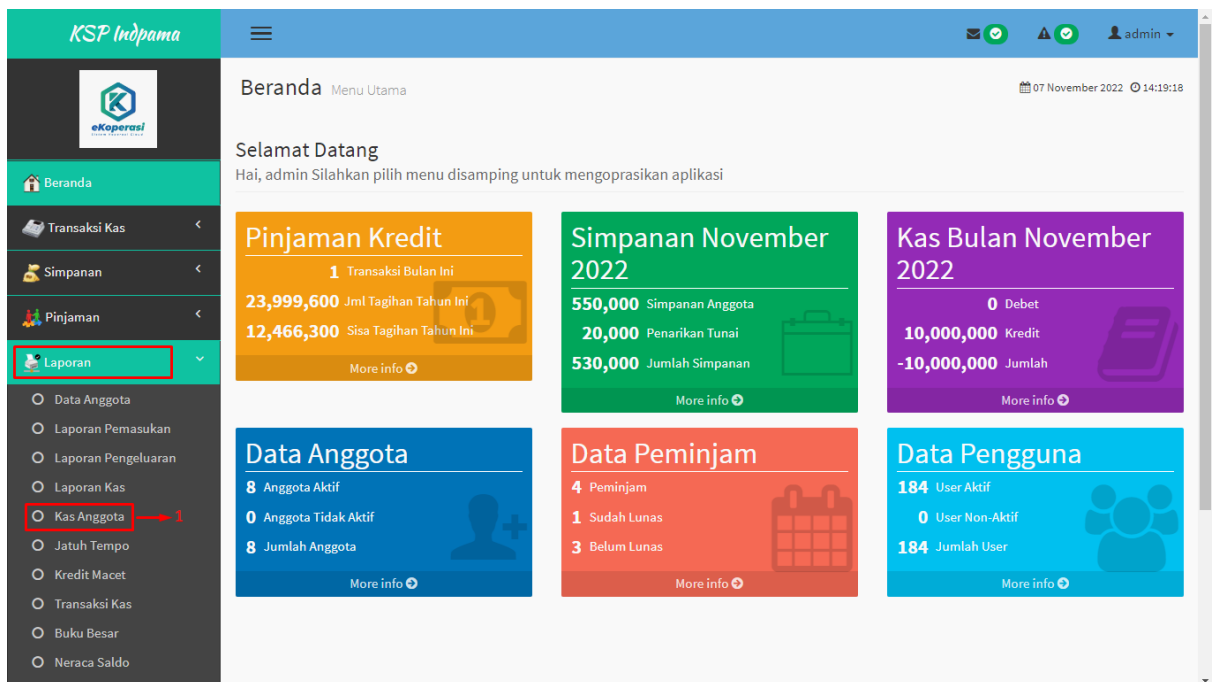 KSP Indpama
admin
eKoperasi
Beranda Menu Utama
07 November 2022 14:19:18
Selamat Datang
Hai, admin Silahkan pilih menu disamping untuk mengoprasikan aplikasi
Beranda
Transaksi Kas
Simpanan
Pinjaman
Laporan
Data Anggota
Laporan Pemasukan
Laporan Pengeluaran
Laporan Kas
Kas Anggota 1
Jatuh Tempo
Kredit Macet
Transaksi Kas
Buku Besar
Neraca Saldo
Pinjaman Kredit
1 Transaksi Bulan Ini
23,999,600 Jml Tagihan Tahun Ini
12,466,300 Sisa Tagihan Tahun Ini
More info
Simpanan November
2022
550,000 Simpanan Anggota
20,000 Penarikan Tunai
530,000 Jumlah Simpanan
More info
Kas Bulan November
2022
0 Debet
10,000,000 Kredit
-10,000,000 Jumlah
More info
Data Anggota
8 Anggota Aktif
0 Anggota Tidak Aktif
8 Jumlah Anggota
More info
Data Peminjam
4 Peminjam
1 Sudah Lunas
3 Belum Lunas
More info
Data Pengguna
184 User Aktif
0 User Non-Aktif
184 Jumlah User
More info